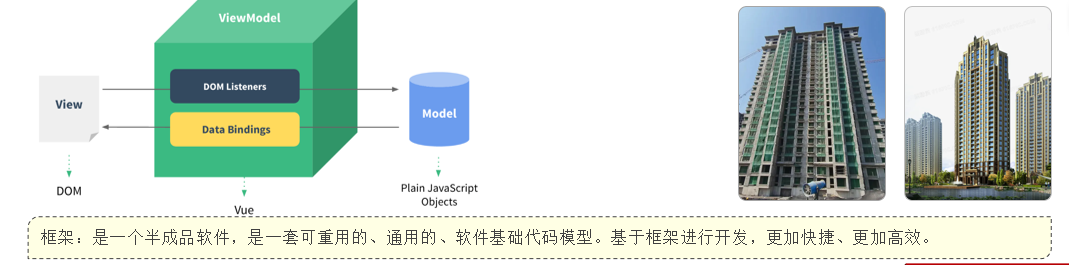 ViewModel
DOM Listeners
View
Model
Data Bindings
DOM
Plain JavaScript
Objects
Vue
框架：是一个半成品软件，是一套可重用的、通用的、软件基础代码模型。基于框架进行开发，更加快捷、更加高效。